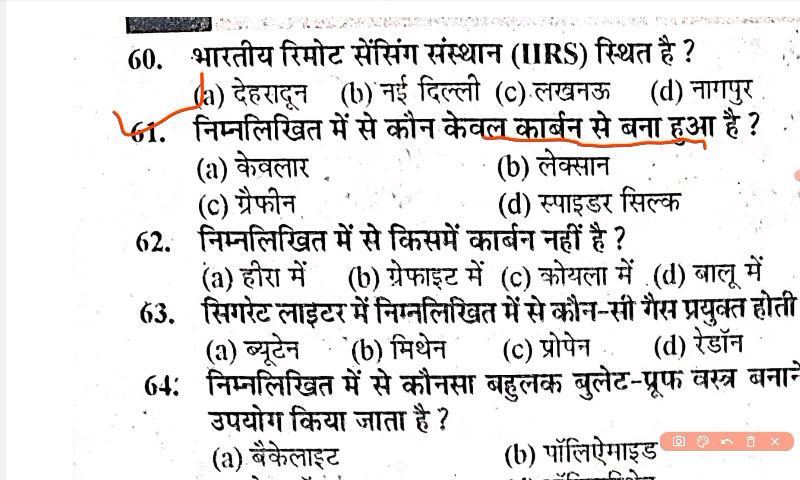 60. भारतीय रिमोट सेंसिंग संस्थान (IIRS) स्थित है ?
(a) देहरादून (b) नई दिल्ली (c) लखनऊ (d) नागपुर
61. निम्नलिखित में से कौन केवल कार्बन से बना हुआ है ?
(a) केवलार (b) लेक्सान
(c) ग्रैफीन (d) स्पाइडर सिल्क
62. निम्नलिखित में से किसमें कार्बन नहीं है ?
(a) हीरा में (b) ग्रेफाइट में (c) कोयला में (d) बालू में
63. सिगरेट लाइटर में निम्नलिखित में से कौन-सी गैस प्रयुक्त होती
(a) ब्यूटेन (b) मिथेन (c) प्रोपेन (d) रेडॉन
64. निम्नलिखित में से कौनसा बहुलक बुलेट-प्रूफ वस्त्र बनाने
उपयोग किया जाता है ?
(a) बैकेलाइट (b) पॉलिऐमाइड